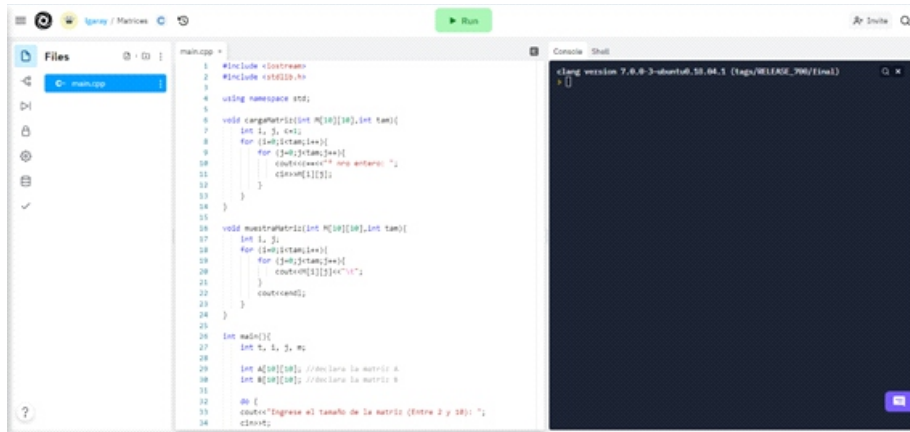 lgaray / Matrices
Run
Invite
Files
main.cpp
main.cpp
Console Shell
clang version 7.0.0-3~ubuntu0.18.04.1 (tags/RELEASE_700/final)
1 #include <iostream>
2 #include <stdlib.h>
3
4 using namespace std;
5
6 void cargaMatriz(int M[10][10],int tam){
7 int i, j, c=1;
8 for (i=0;i<tam;i++){
9 for (j=0;j<tam;j++){
10 cout<<c++<<"° nro entero: ";
11 cin>>M[i][j];
12 }
13 }
14 }
15
16 void muestraMatriz(int M[10][10],int tam){
17 int i, j;
18 for (i=0;i<tam;i++){
19 for (j=0;j<tam;j++){
20 cout<<M[i][j]<<"\t";
21 }
22 cout<<endl;
23 }
24 }
25
26 int main(){
27 int t, i, j, m;
28
29 int A[10][10]; //declara la matriz A
30 int B[10][10]; //declara la matriz B
31
32 do {
33 cout<<"Ingrese el tamaño de la matriz (Entre 2 y 10): ";
34 cin>>t;